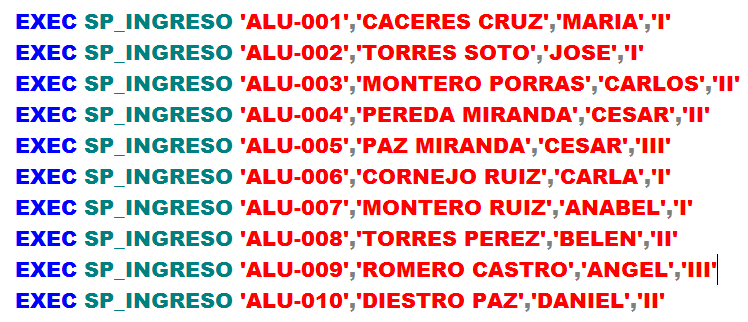 EXEC SP_INGRESO 'ALU-001','CACERES CRUZ','MARIA','I'
EXEC SP_INGRESO 'ALU-002','TORRES SOTO','JOSE','I'
EXEC SP_INGRESO 'ALU-003','MONTERO PORRAS','CARLOS','II'
EXEC SP_INGRESO 'ALU-004','PEREDA MIRANDA','CESAR','II'
EXEC SP_INGRESO 'ALU-005','PAZ MIRANDA','CESAR','III'
EXEC SP_INGRESO 'ALU-006','CORNEJO RUIZ','CARLA','I'
EXEC SP_INGRESO 'ALU-007','MONTERO RUIZ','ANABEL','I'
EXEC SP_INGRESO 'ALU-008','TORRES PEREZ','BELEN','II'
EXEC SP_INGRESO 'ALU-009','ROMERO CASTRO','ANGEL','III'
EXEC SP_INGRESO 'ALU-010','DIESTRO PAZ','DANIEL','II'